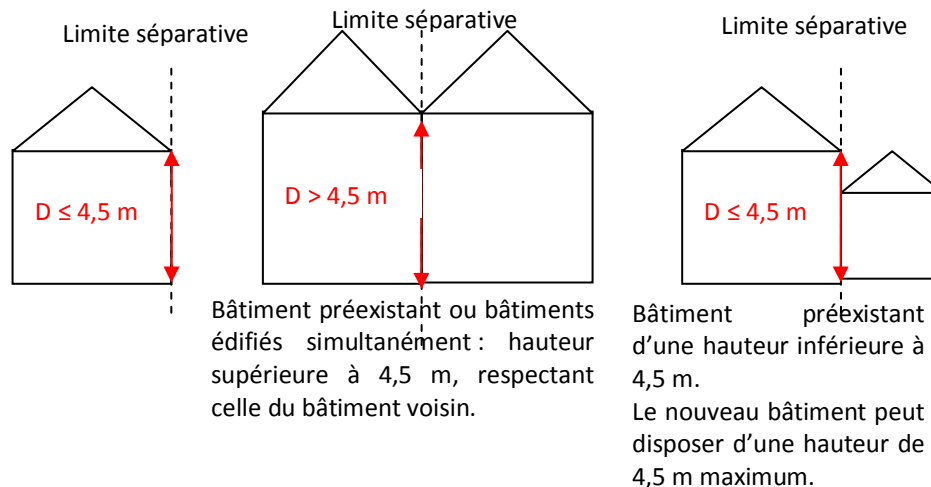 Limite séparative
Limite séparative
Limite séparative
D ≤ 4,5 m
D > 4,5 m
D ≤ 4,5 m
Bâtiment préexistant ou bâtiments
édifiés simultanément : hauteur
supérieure à 4,5 m, respectant
celle du bâtiment voisin.
Bâtiment préexistant
d’une hauteur inférieure à
4,5 m.
Le nouveau bâtiment peut
disposer d’une hauteur de
4,5 m maximum.